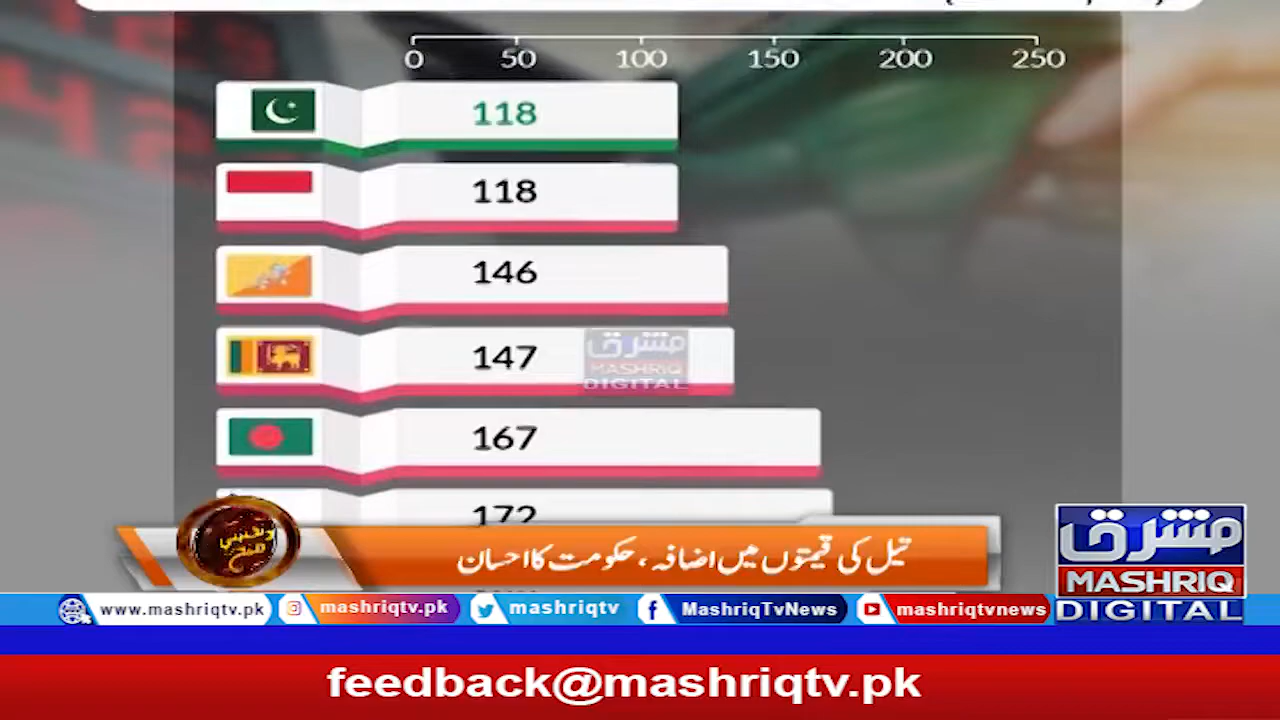 0 50 100 150 200 250
118
118
146
147
مشرق
MASHRIQ
DIGITAL
167
172
تیل کی قیمتوں میں اضافہ، حکومت کا احسان
مشرق
MASHRIQ
DIGITAL
www.mashriqtv.pk mashriqtv.pk mashriqtv MashriqTvNews mashriqtvnews
feedback@mashriqtv.pk